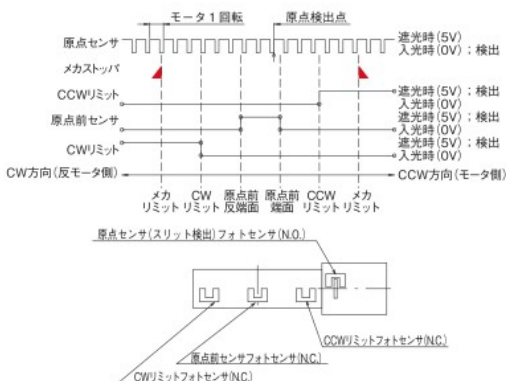 モータ１回転
原点検出点
原点センサ
遮光時(5V)
入光時(0V)；検出
メカストッパ
CCWリミット
遮光時(5V)；検出
入光時(0V)
原点前センサ
遮光時(5V)；検出
入光時(0V)
CWリミット
遮光時(5V)；検出
入光時(0V)
CW方向(反モータ側)
CCW方向(モータ側)
メカ CW 原点前 原点前 CCW メカ
リミット リミット 反端面 端面 リミット リミット
原点センサ(スリット検出)フォトセンサ(N.O.)
CCWリミットフォトセンサ(N.C.)
原点前センサフォトセンサ(N.C.)
CWリミットフォトセンサ(N.C.)